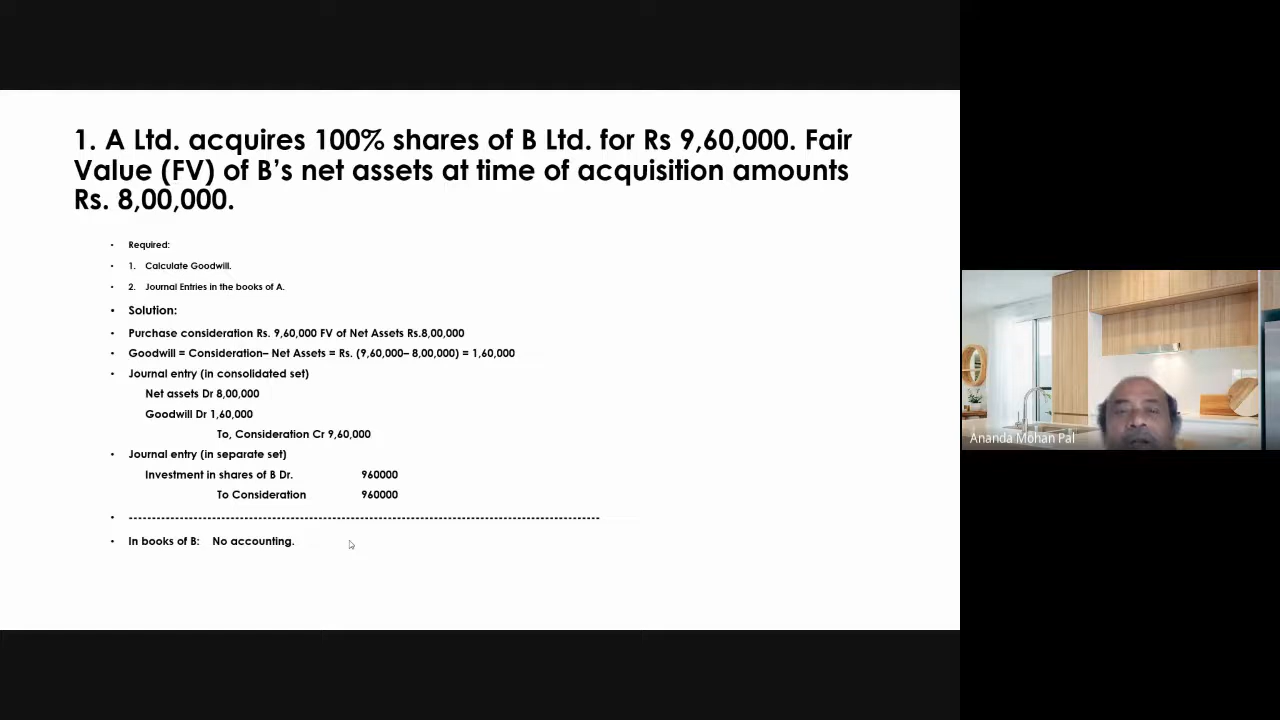 1. A Ltd. acquires 100% shares of B Ltd. for Rs 9,60,000. Fair
Value (FV) of B’s net assets at time of acquisition amounts
Rs. 8,00,000.
• Required:
• 1. Calculate Goodwill.
• 2. Journal Entries in the books of A.
• Solution:
• Purchase consideration Rs. 9,60,000 FV of Net Assets Rs.8,00,000
• Goodwill = Consideration– Net Assets = Rs. (9,60,000– 8,00,000) = 1,60,000
• Journal entry (in consolidated set)
Net assets Dr 8,00,000
Goodwill Dr 1,60,000
To, Consideration Cr 9,60,000
• Journal entry (in separate set)
Investment in shares of B Dr. 960000
To Consideration 960000
• ----------------------------------------------------------------------------------------------------
• In books of B: No accounting.
Ananda Mohan Pal